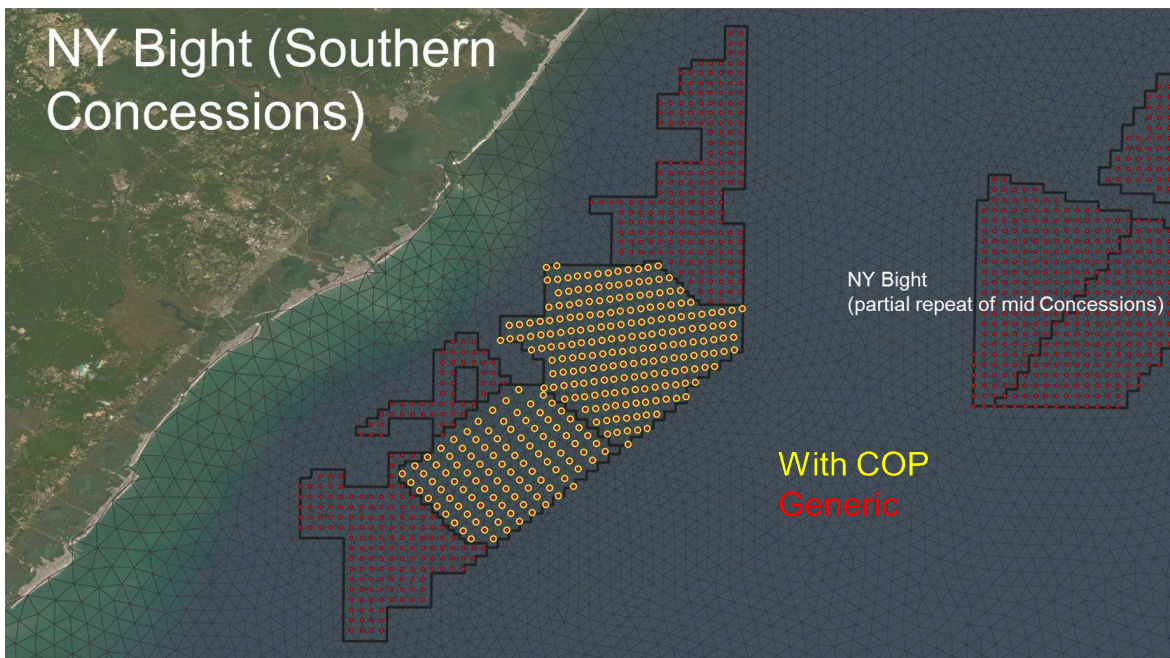 NY Bight (Southern
Concessions)
NY Bight
(partial repeat of mid Concessions)
With COP
Generic